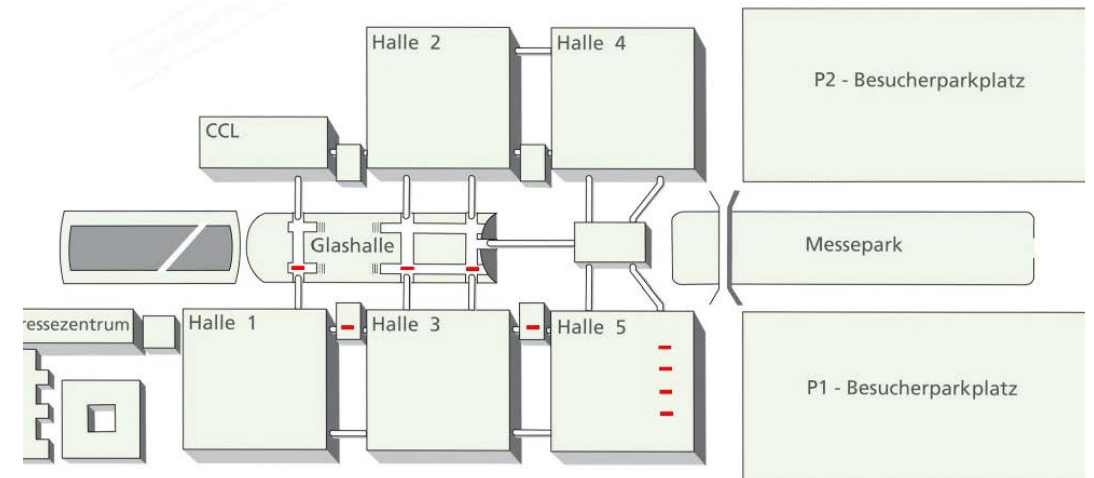 Halle 2
Halle 4
P2 - Besucherparkplatz
CCL
Glashalle
Messepark
ressezentrum
Halle 1
Halle 3
Halle 5
P1 - Besucherparkplatz